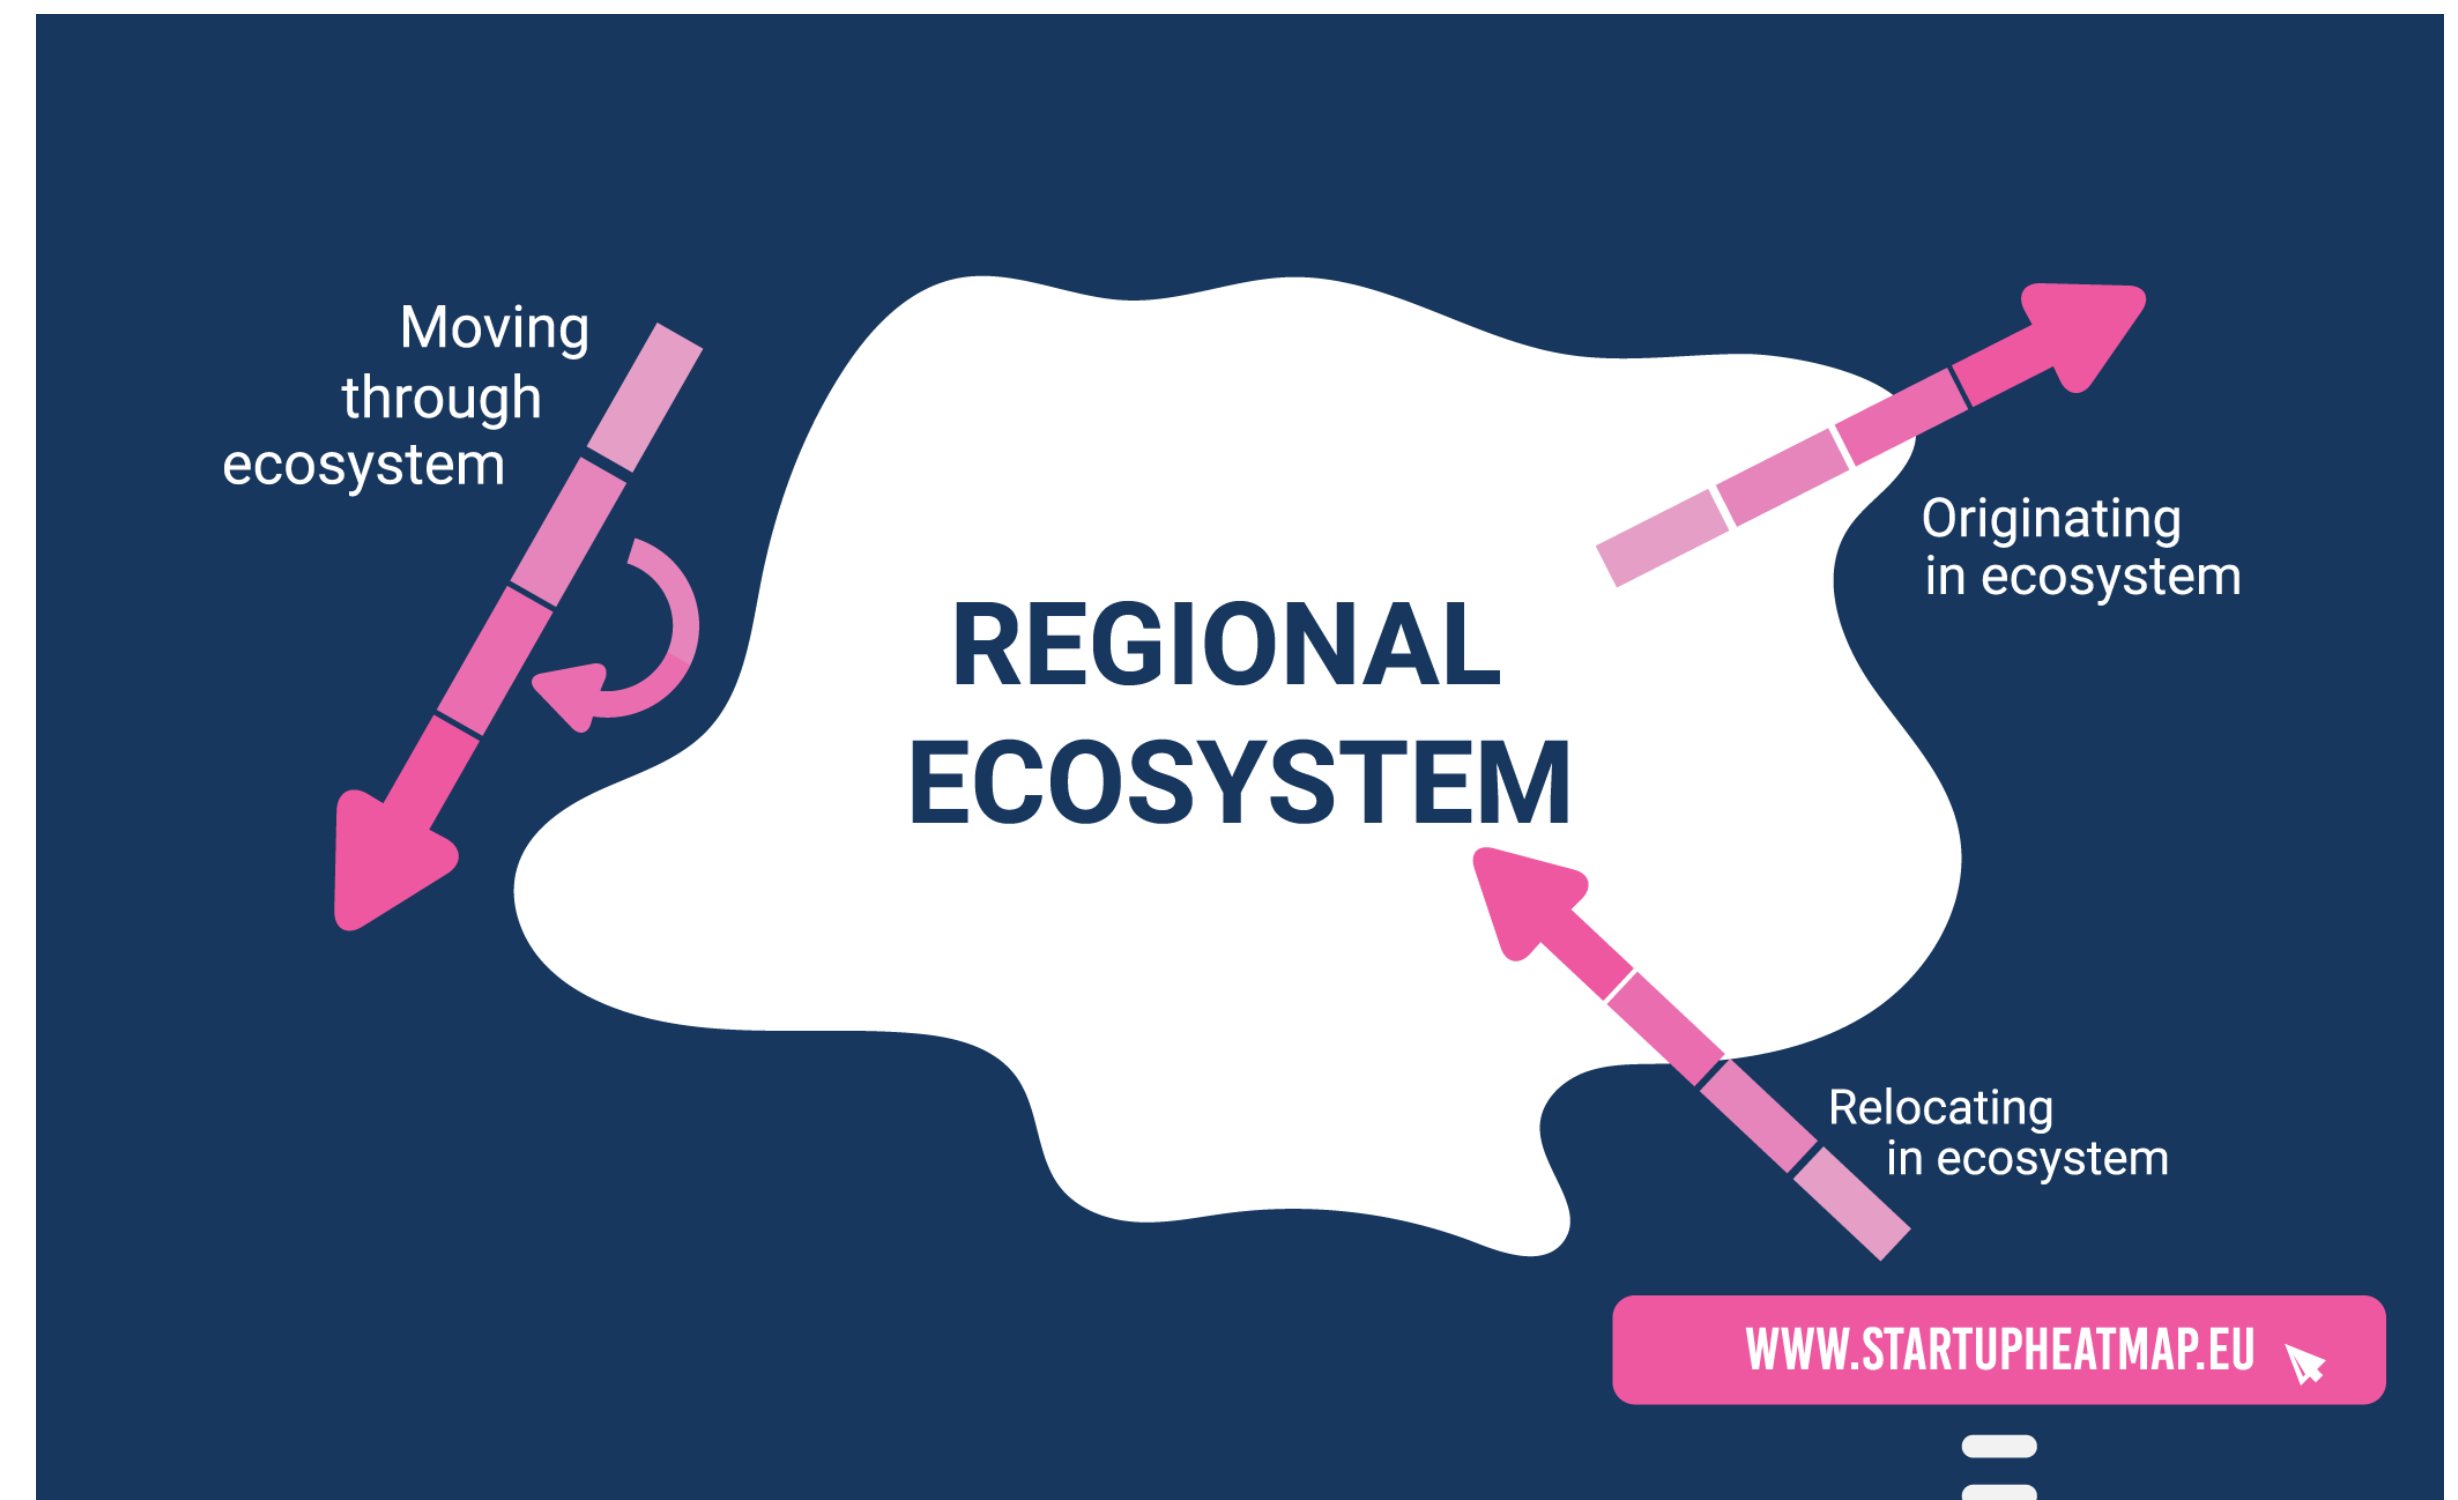 Moving
through
ecosystem
Originating
in ecosystem
REGIONAL
ECOSYSTEM
Relocating
in ecosystem
WWW.STARTUPHEATMAP.EU